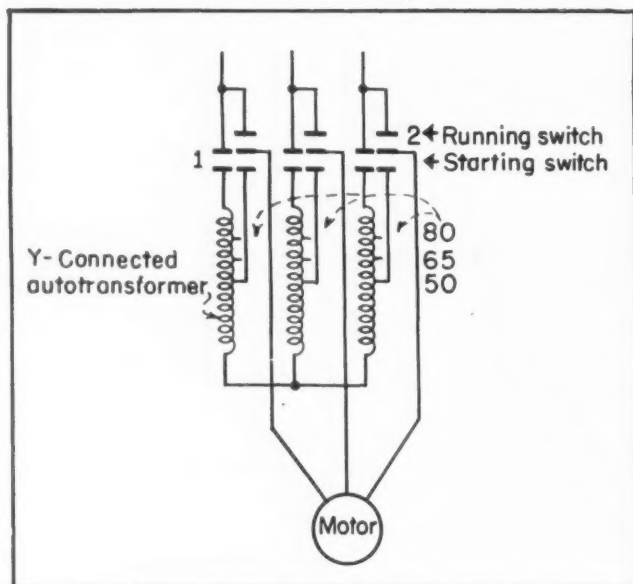 2 Running switch
1 Starting switch
80
65
50
Y-Connected
autotransformer
Motor